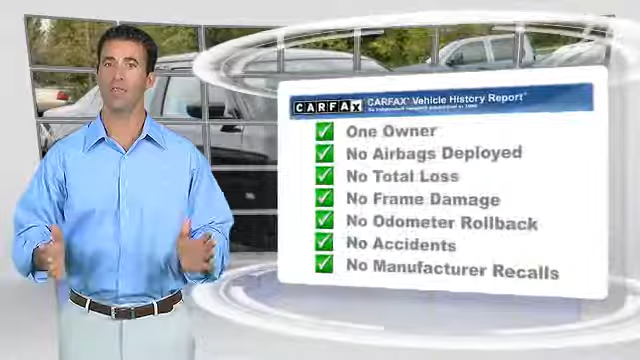 CARFAX CARFAX Vehicle History Report
One Owner
No Airbags Deployed
No Total Loss
No Frame Damage
No Odometer Rollback
No Accidents
No Manufacturer Recalls